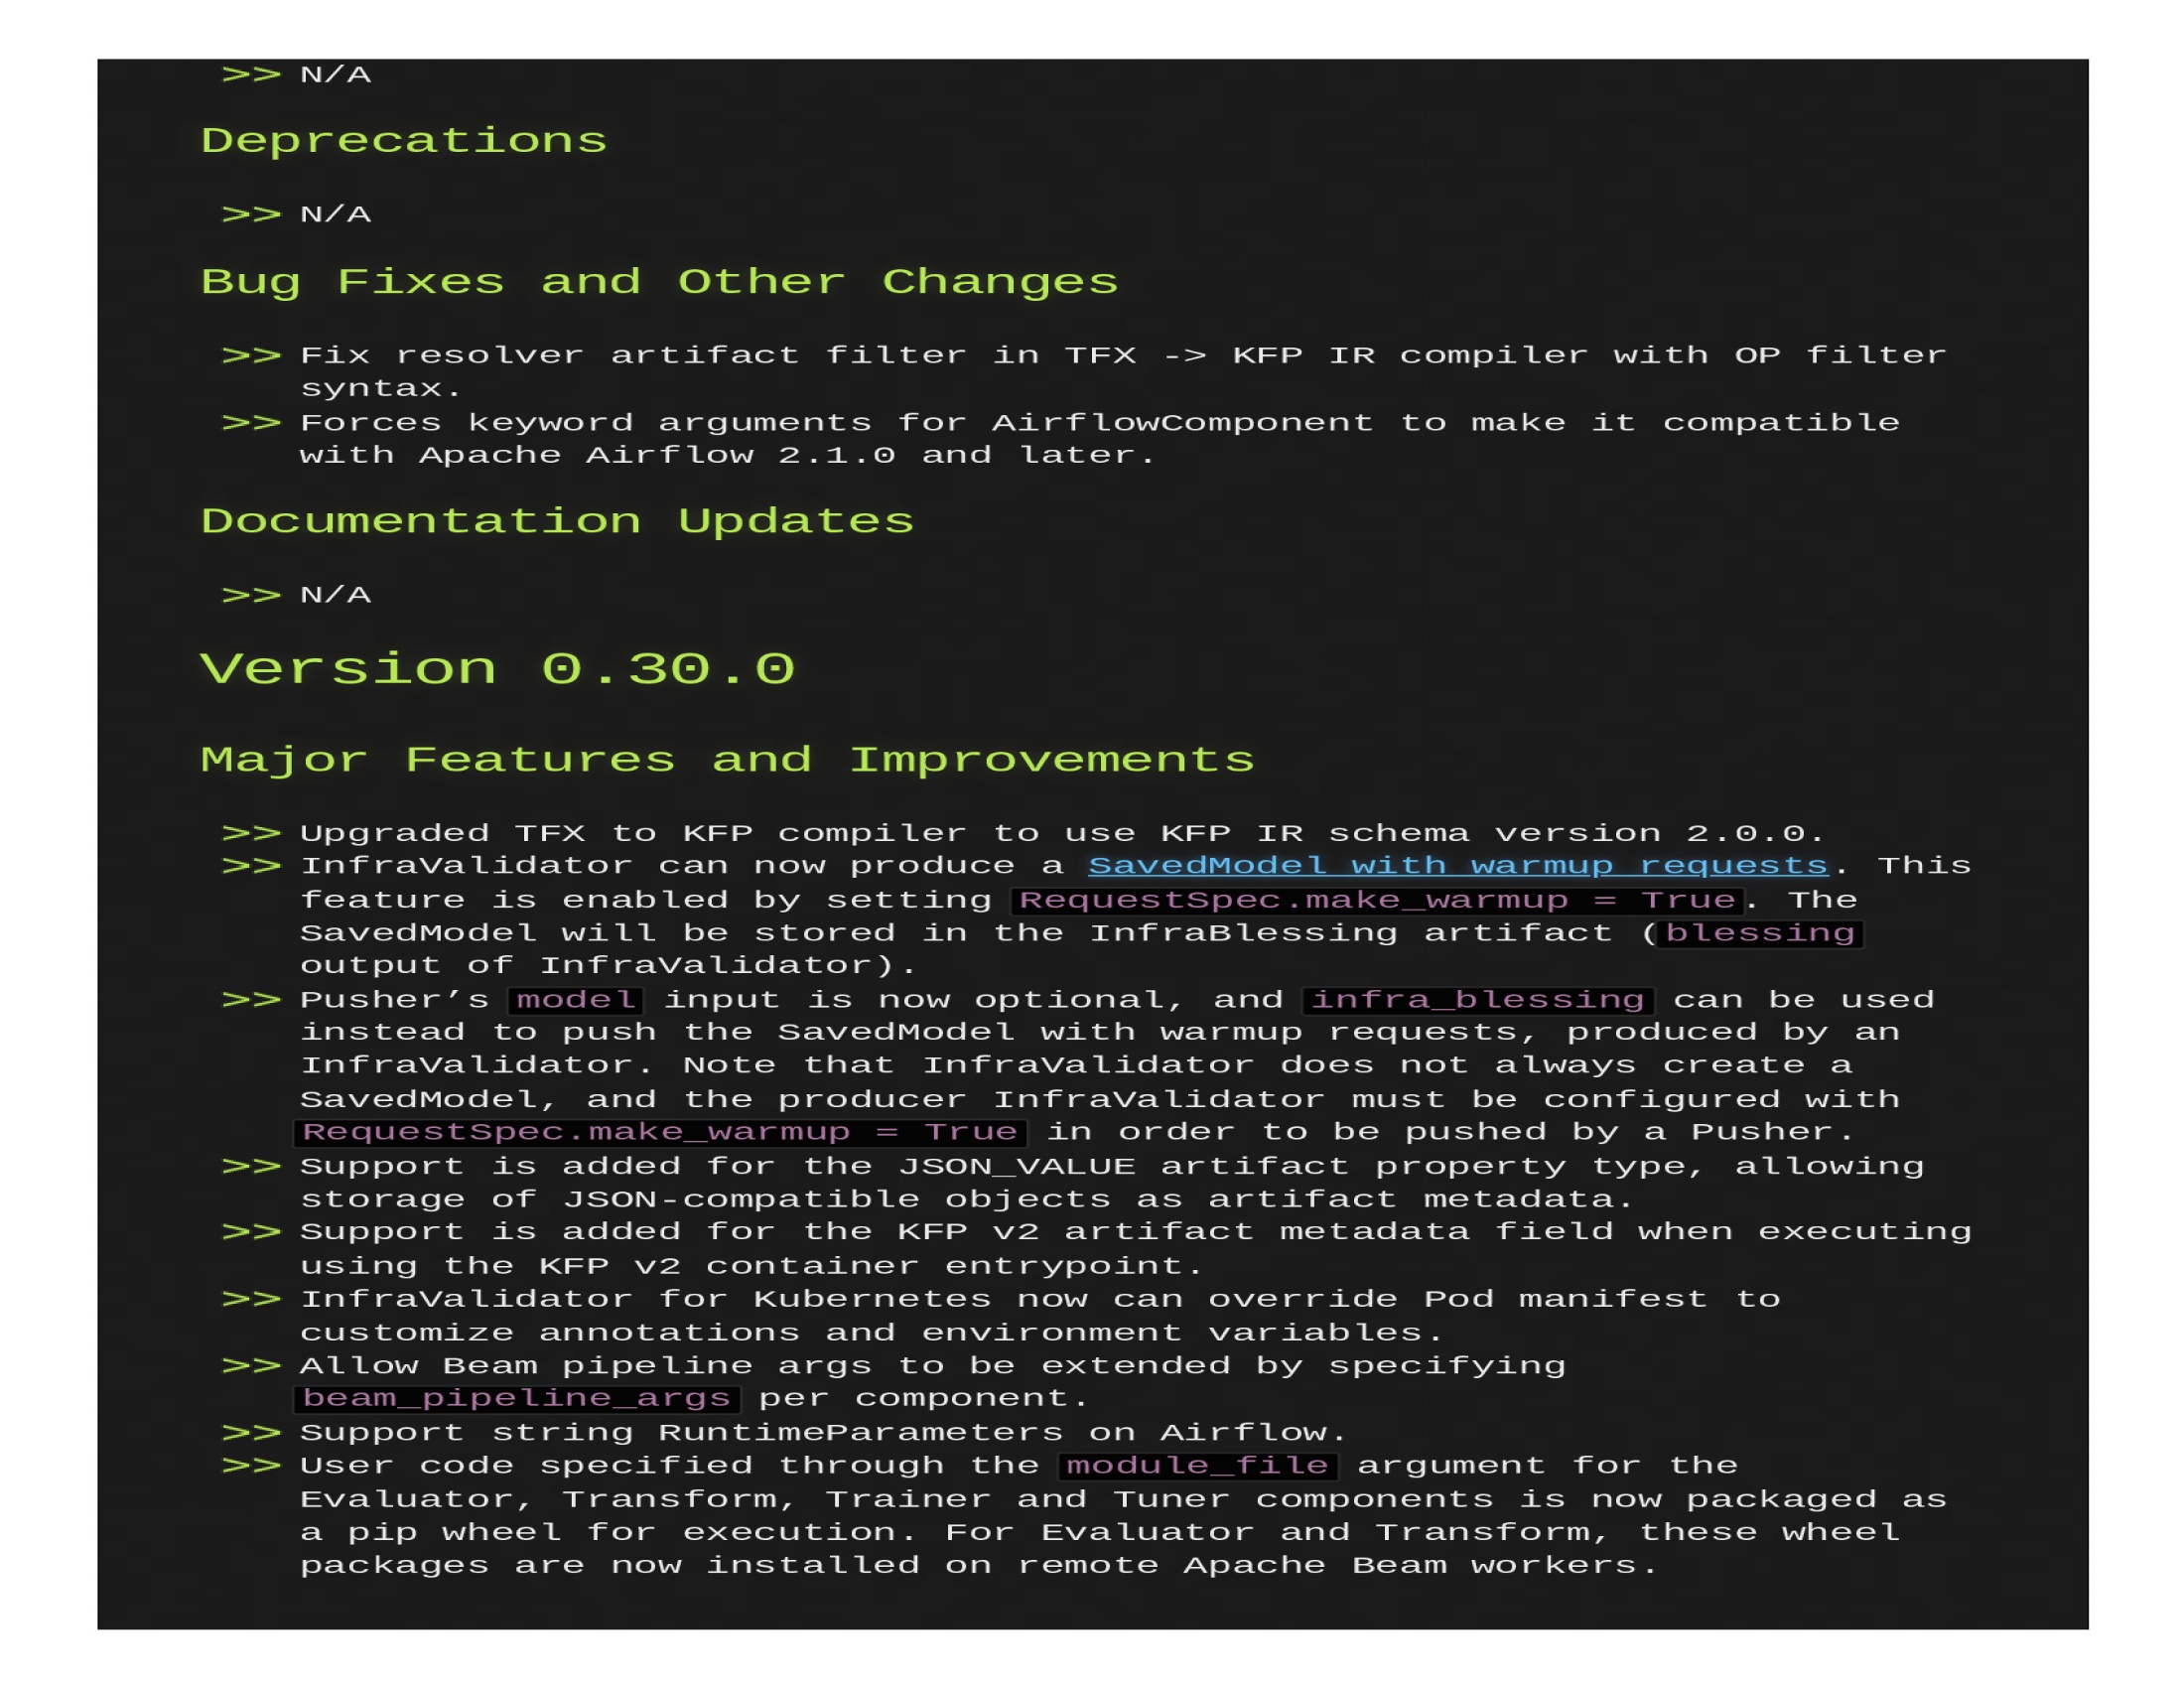 >> N/A
Deprecations
>> N/A
Bug Fixes and Other Changes
>> Fix resolver artifact filter in TFX -> KFP IR compiler with OP filter
syntax.
>> Forces keyword arguments for AirflowComponent to make it compatible
with Apache Airflow 2.1.0 and later.
Documentation Updates
>> N/A
Version 0.30.0
Major Features and Improvements
>> Upgraded TFX to KFP compiler to use KFP IR schema version 2.0.0.
>> InfraValidator can now produce a SavedModel with warmup requests. This
feature is enabled by setting RequestSpec.make_warmup = True. The
SavedModel will be stored in the InfraBlessing artifact (blessing
output of InfraValidator).
>> Pusher’s model input is now optional, and infra_blessing can be used
instead to push the SavedModel with warmup requests, produced by an
InfraValidator. Note that InfraValidator does not always create a
SavedModel, and the producer InfraValidator must be configured with
RequestSpec.make_warmup = True in order to be pushed by a Pusher.
>> Support is added for the JSON_VALUE artifact property type, allowing
storage of JSON-compatible objects as artifact metadata.
>> Support is added for the KFP v2 artifact metadata field when executing
using the KFP v2 container entrypoint.
>> InfraValidator for Kubernetes now can override Pod manifest to
customize annotations and environment variables.
>> Allow Beam pipeline args to be extended by specifying
beam_pipeline_args per component.
>> Support string RuntimeParameters on Airflow.
>> User code specified through the module_file argument for the
Evaluator, Transform, Trainer and Tuner components is now packaged as
a pip wheel for execution. For Evaluator and Transform, these wheel
packages are now installed on remote Apache Beam workers.